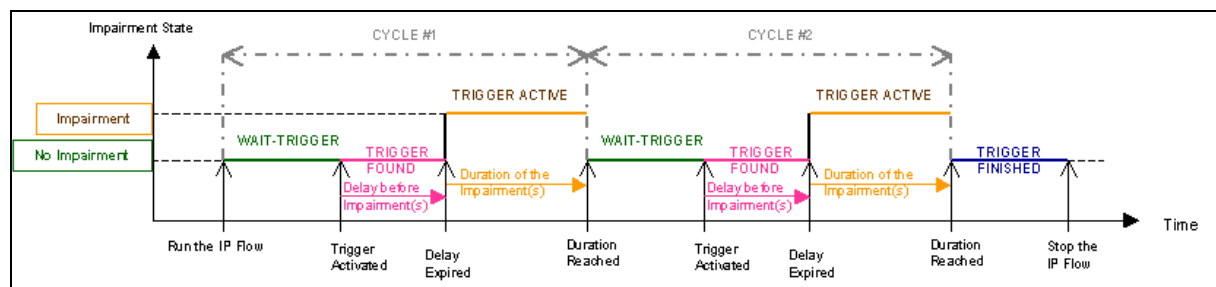 Impairment State
CYCLE #1
CYCLE #2
TRIGGER ACTIVE
TRIGGER ACTIVE
Impairment
WAIT-TRIGGER
TRIGGER
FOUND
WAIT-TRIGGER
TRIGGER
FOUND
TRIGGER
FINISHED
No Impairment
Delay before
Impairment(s)
Duration of the
Impairment(s)
Delay before
Impairment(s)
Duration of the
Impairment(s)
Time
Run the IP Flow
Trigger
Activated
Delay
Expired
Duration
Reached
Trigger
Activated
Delay
Expired
Duration
Reached
Stop the
IP Flow